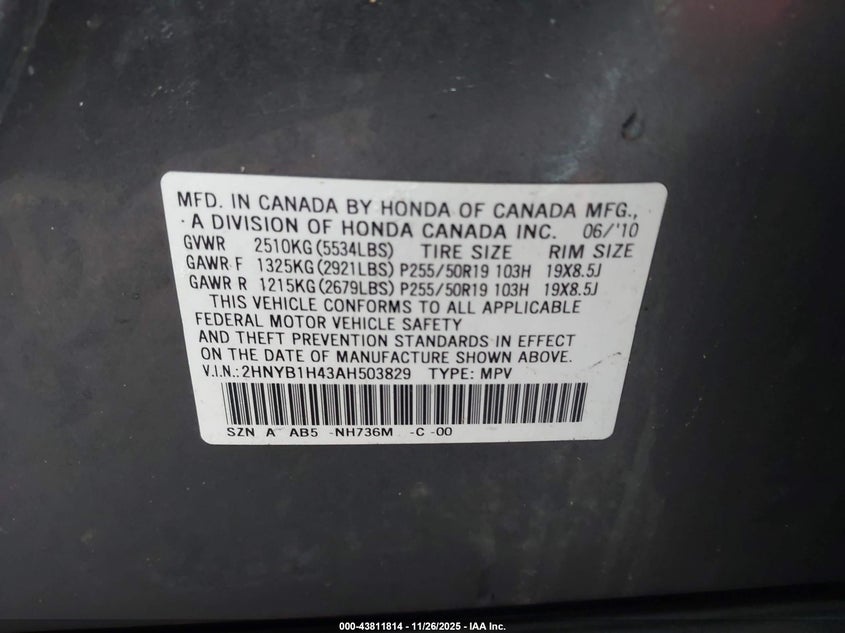 MFD. IN CANADA BY HONDA OF CANADA MFG.,
A DIVISION OF HONDA CANADA INC. 06/'10
GVWR 2510KG(5534LBS) TIRE SIZE RIM SIZE
GAWR F 1325KG(2921LBS) P255/50R19 103H 19X8.5J
GAWR R 1215KG(2679LBS) P255/50R19 103H 19X8.5J
THIS VEHICLE CONFORMS TO ALL APPLICABLE
FEDERAL MOTOR VEHICLE SAFETY
AND THEFT PREVENTION STANDARDS IN EFFECT
ON THE DATE OF MANUFACTURE SHOWN ABOVE.
V.I.N.:2HNYB1H43AH503829 TYPE: MPV
SZN A AB5 -NH736M -C -00
000-43811814 - 11/26/2025 - IAA Inc.